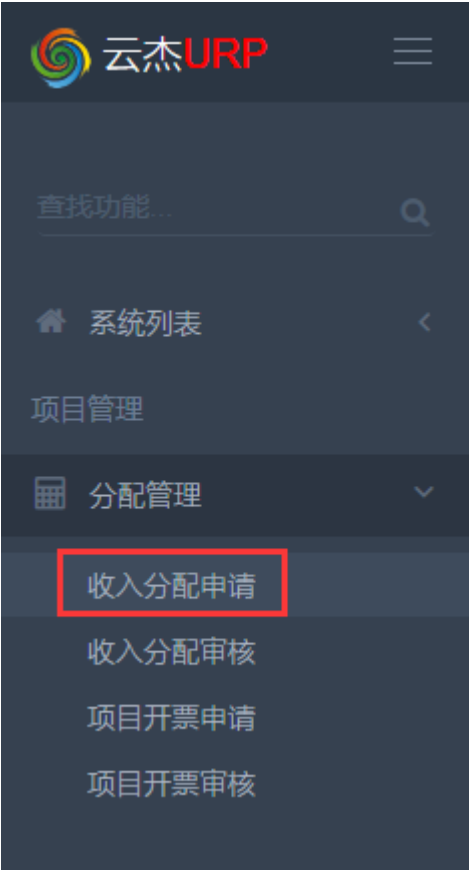 云杰URP
查找功能...
系统列表
项目管理
分配管理
收入分配申请
收入分配审核
项目开票申请
项目开票审核